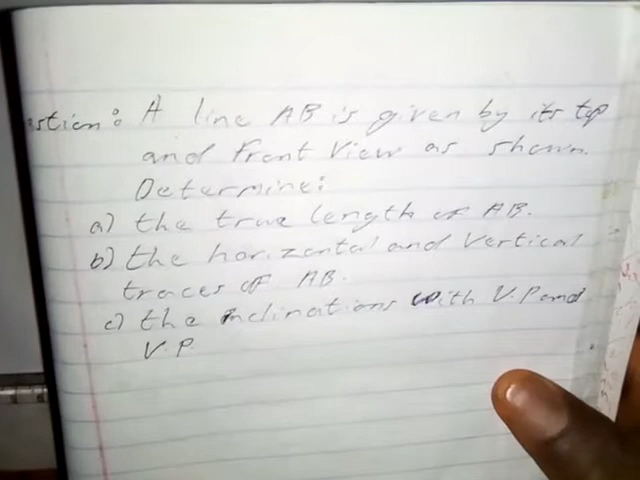 estion: A line AB is given by its top
and Front View as shown.
Determine:
a) the true length of AB.
b) the horizontal and Vertical
traces of AB.
c) the inclinations with V.P and
V.P.